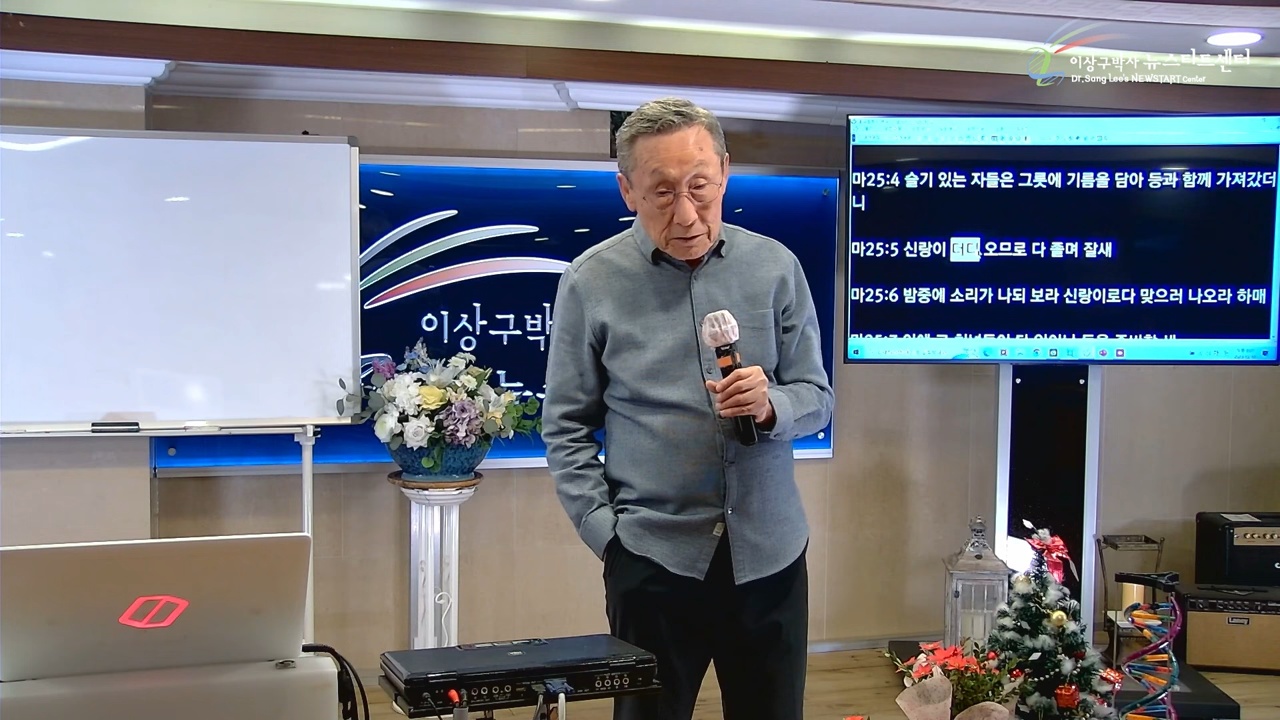 이상구박사 뉴스타트센터
Dr. Sang Lee's NEWSTART Center
마25:4 슬기 있는 자들은 그릇에 기름을 담아 등과 함께 가져갔더
니
마25:5 신랑이 더디 오므로 다 졸며 잘새
마25:6 밤중에 소리가 나되 보라 신랑이로다 맞으러 나오라 하매
이상구박
Laney